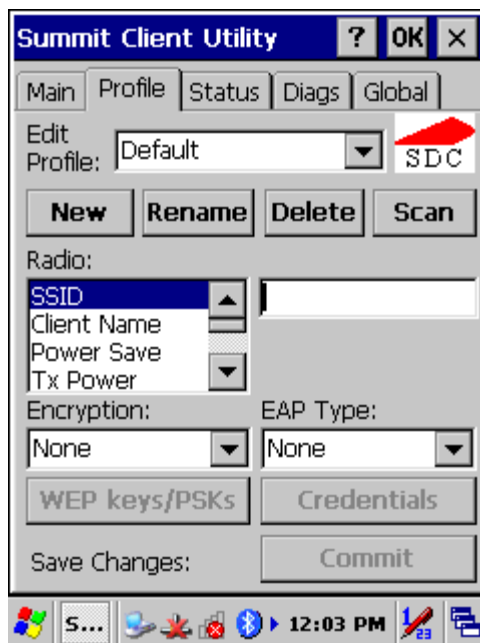 Summit Client Utility ? OK ×
Main Profile Status Diags Global
Edit
Profile: Default
SDC
New Rename Delete Scan
Radio:
SSID
Client Name
Power Save
Tx Power
Encryption: EAP Type:
None None
WEP keys/PSKs Credentials
Save Changes: Commit
S... 12:03 PM 1 23